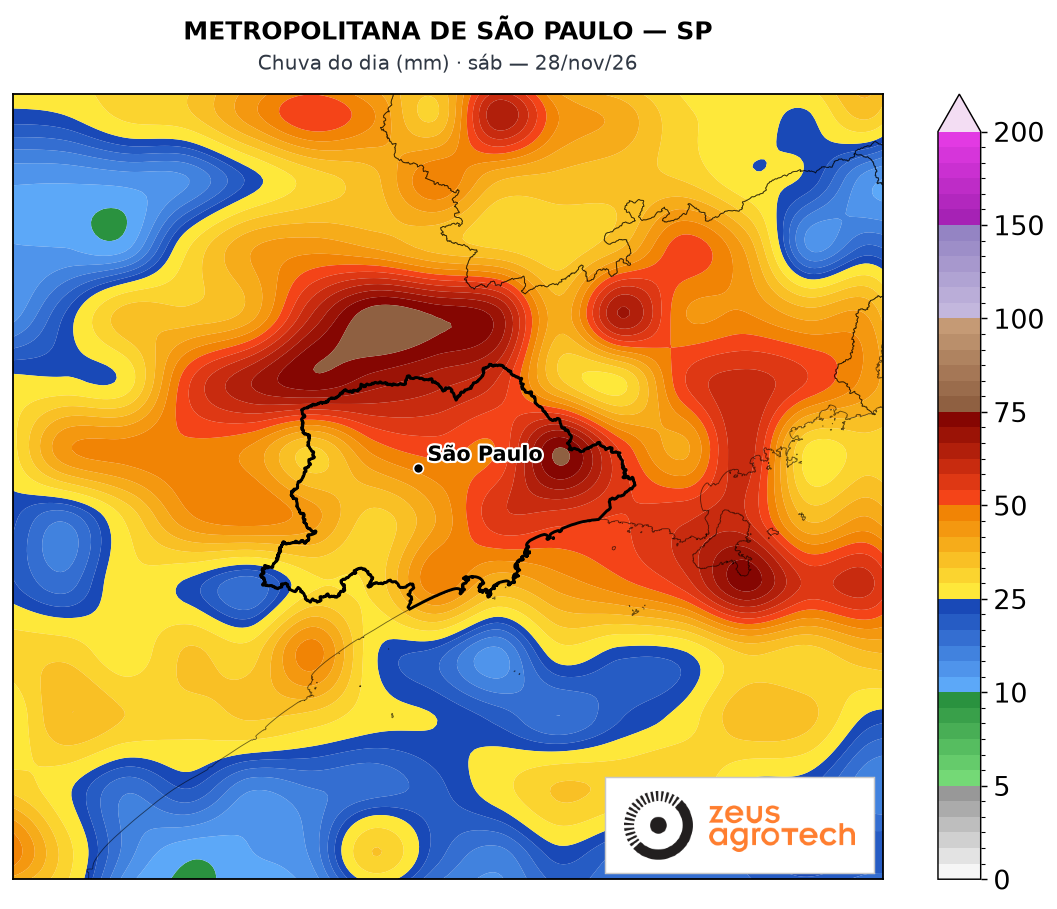 METROPOLITANA DE SÃO PAULO — SP
Chuva do dia (mm) · sáb — 28/nov/26
200
150
100
75
50
25
10
5
0
São Paulo
zeus
agrotech